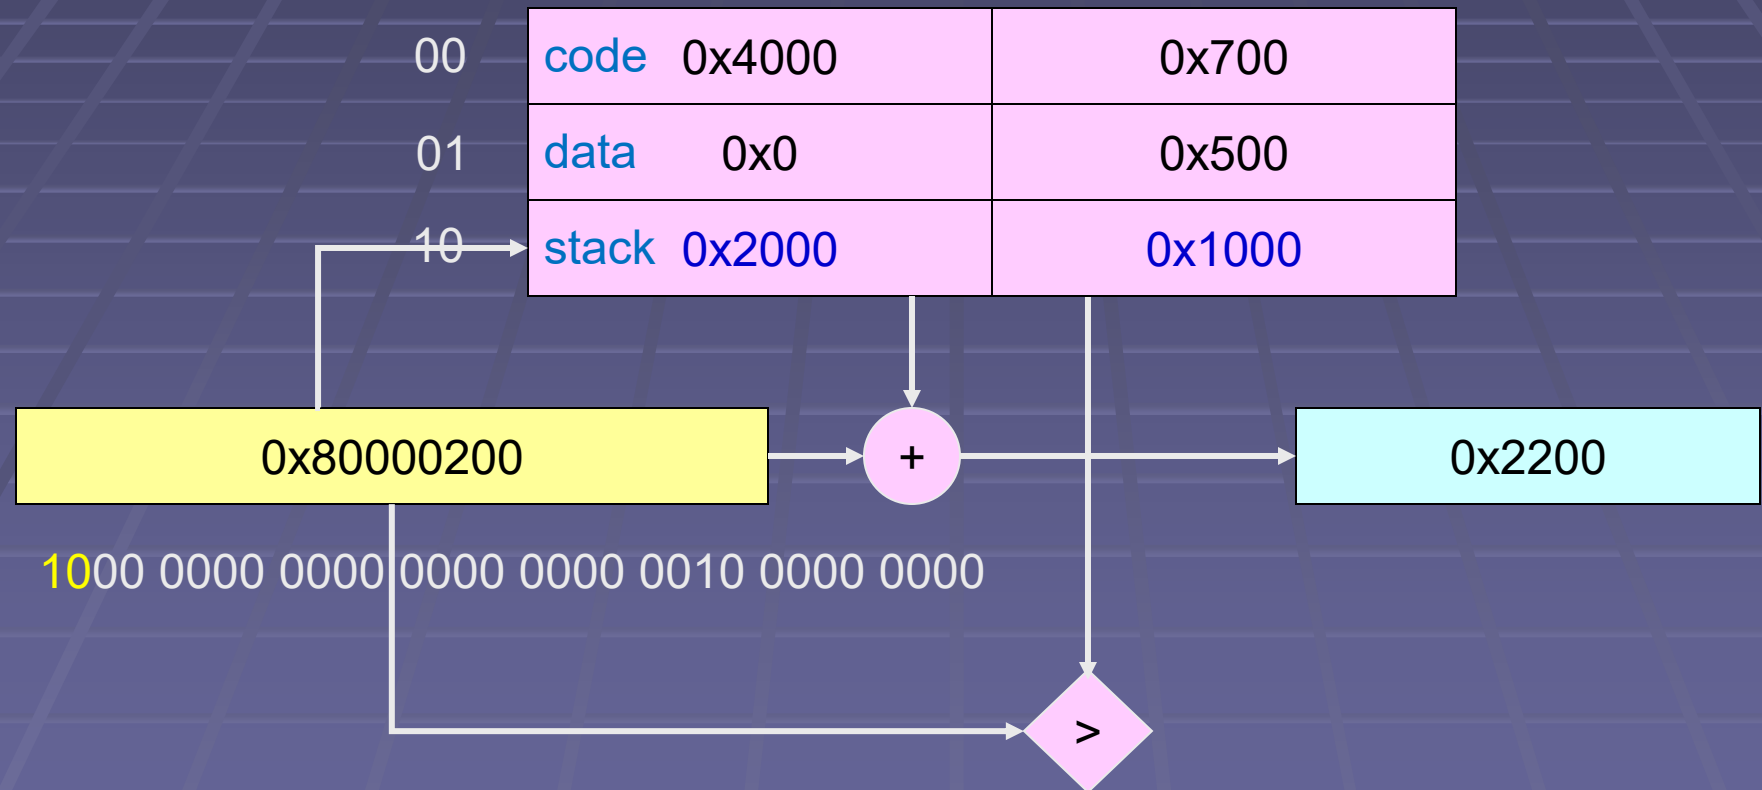 00 code 0x4000 0x700
01 data 0x0 0x500
10 stack 0x2000 0x1000
0x80000200 + 0x2200
1000 0000 0000 0000 0000 0010 0000 0000
>